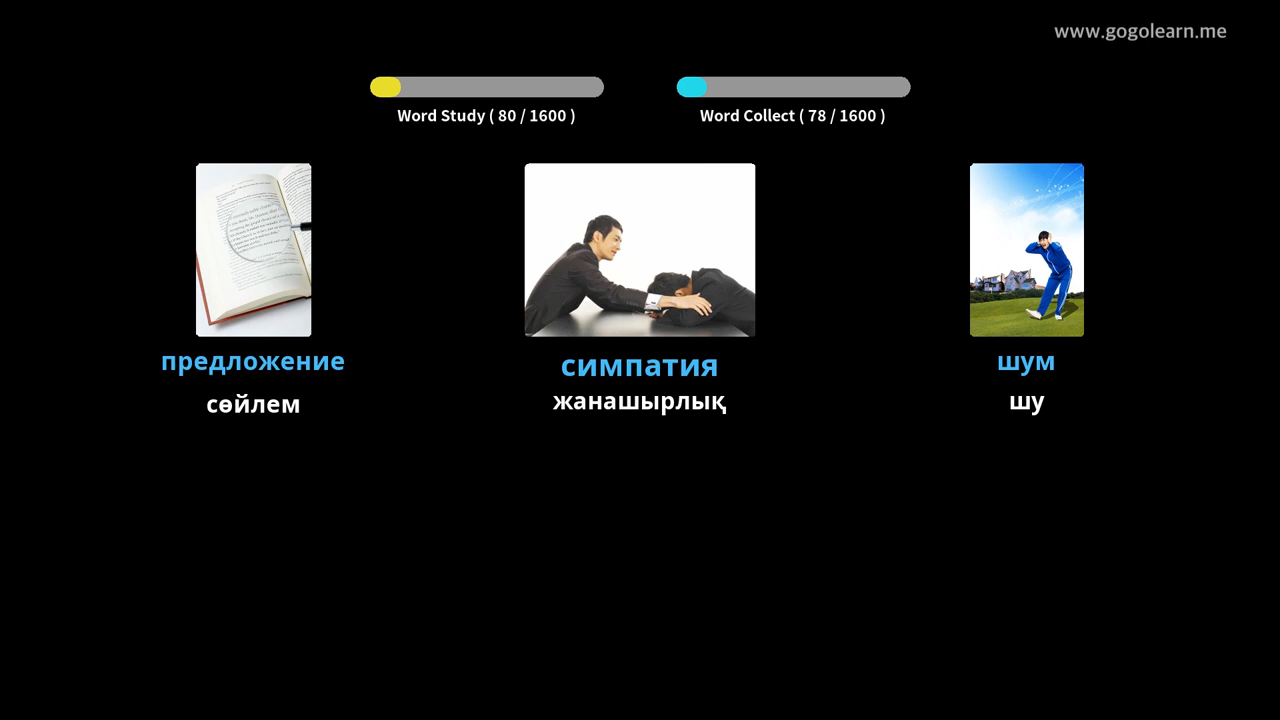 www.gogolearn.me
Word Study ( 80 / 1600 )
Word Collect ( 78 / 1600 )
предложение
сөйлем
симпатия
жанашырлық
шум
шу